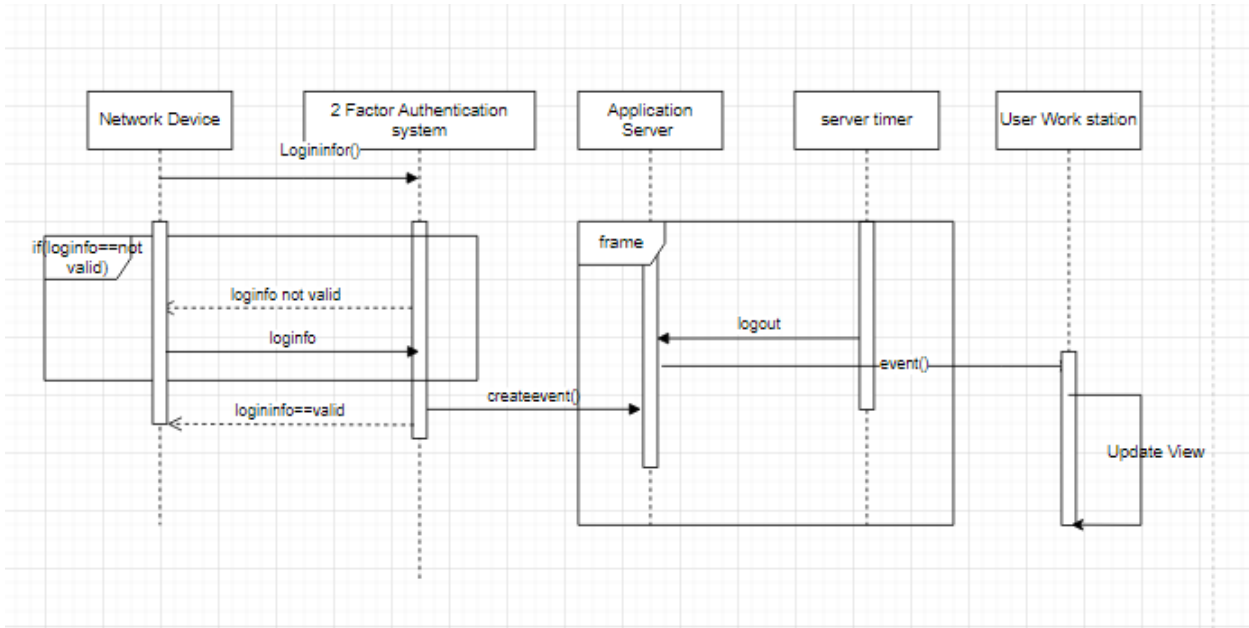 Network Device
2 Factor Authentication
system
Application
Server
server timer
User Work station
Logininfor()
if(loginfo==not
valid)
frame
loginfo not valid
logout
loginfo
event()
createevent()
logininfo==valid
Update View